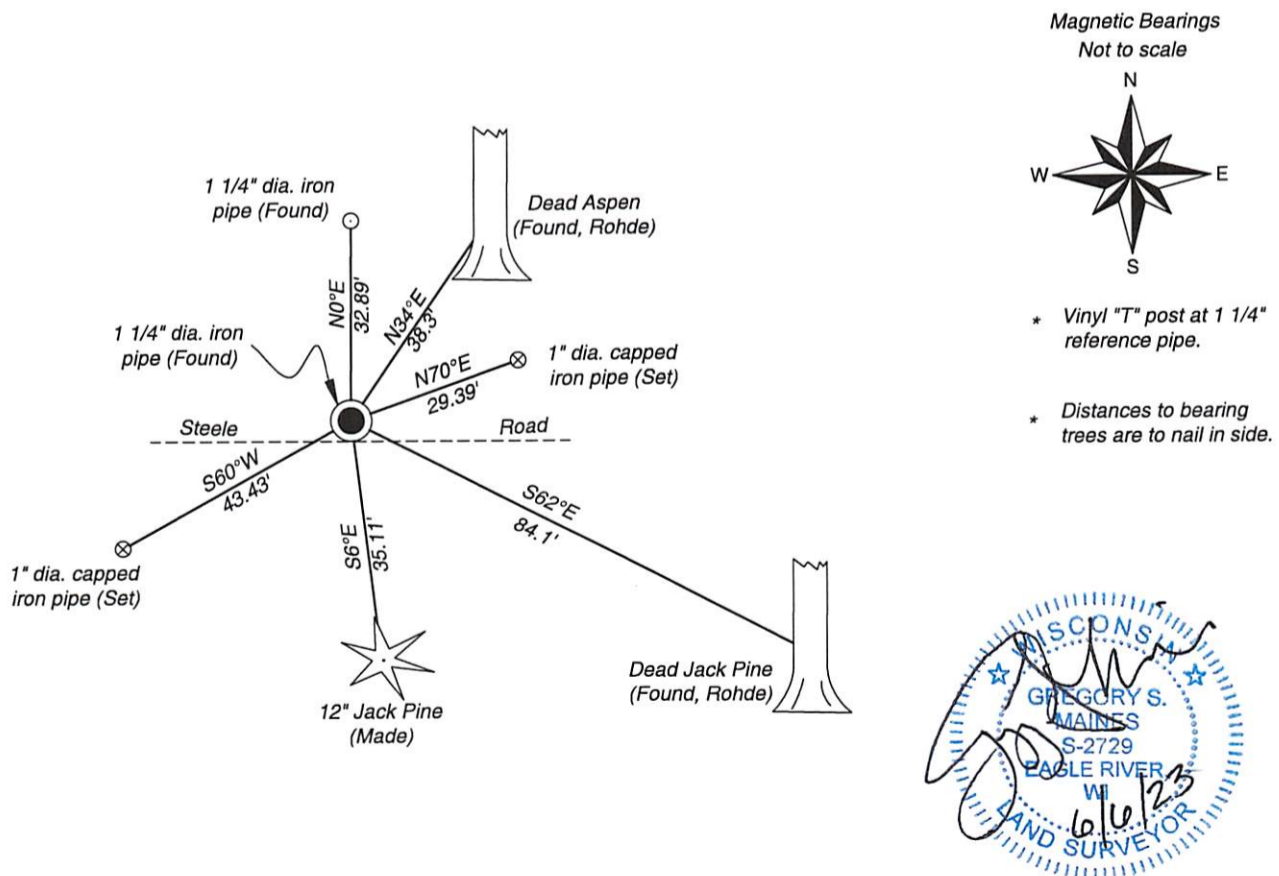 Magnetic Bearings
Not to scale
N
W
E
S
1 1/4" dia. iron
pipe (Found)
Dead Aspen
(Found, Rohde)
N0°E
32.89'
N34°E
38.3'
1 1/4" dia. iron
pipe (Found)
1" dia. capped
iron pipe (Set)
N70°E
29.39'
* Vinyl "T" post at 1 1/4"
reference pipe.
* Distances to bearing
trees are to nail in side.
Steele Road
S60°W
43.43'
S6°E
35.11'
S62°E
84.1'
1" dia. capped
iron pipe (Set)
12" Jack Pine
(Made)
Dead Jack Pine
(Found, Rohde)
WISCONSIN
GREGORY S.
MAINES
S-2729
EAGLE RIVER,
WI
6/6/23
LAND SURVEYOR